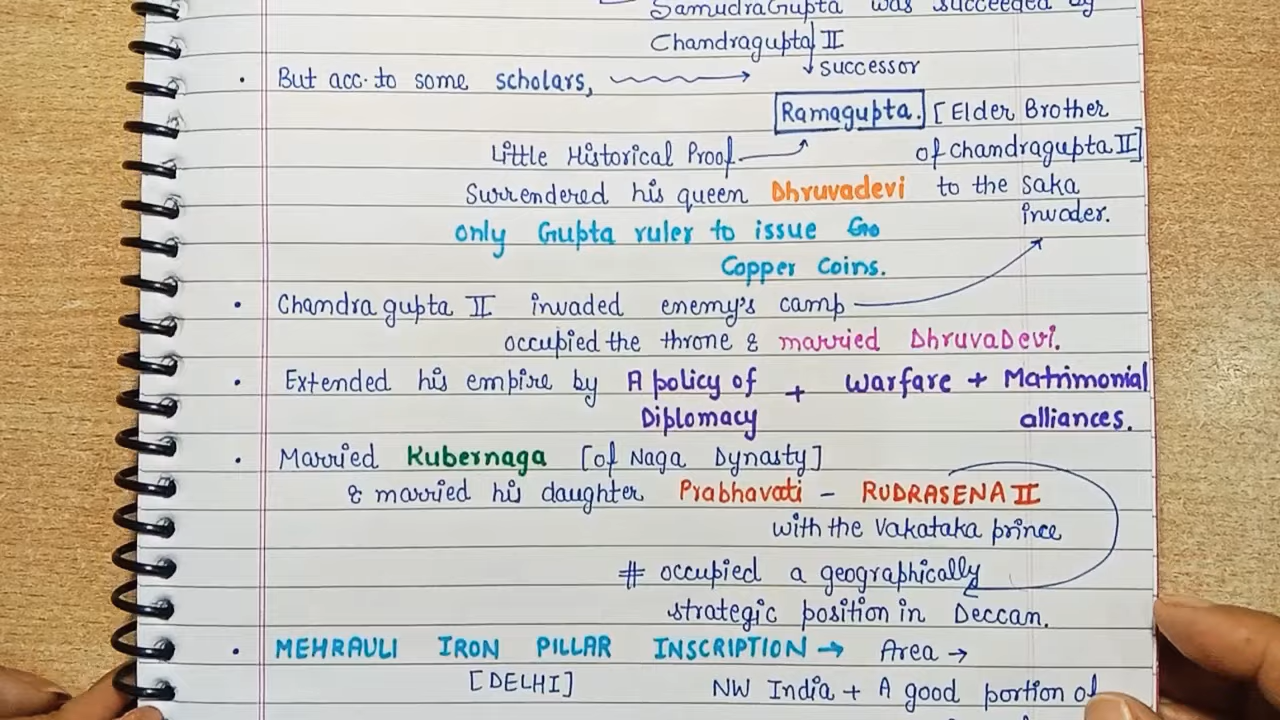 SamudraGupta was succeeded by
Chandragupta II
successor
• But acc. to some scholars,
Ramagupta. [Elder Brother
of chandragupta II]
Little Historical Proof
Surrendered his queen Dhruvadevi to the Saka
invader.
only Gupta ruler to issue
Copper Coins.
• Chandragupta II invaded enemy's camp
occupied the throne & married DhruvaDevi.
• Extended his empire by A policy of + Warfare + Matrimonial
Diplomacy alliances.
• Married Kubernaga [of Naga Dynasty]
& married his daughter Prabhavati - RUDRASENA II
with the Vakataka prince
# occupied a geographically
strategic position in Deccan.
• MEHRAULI IRON PILLAR INSCRIPTION → Area →
[DELHI] NW India + A good portion of